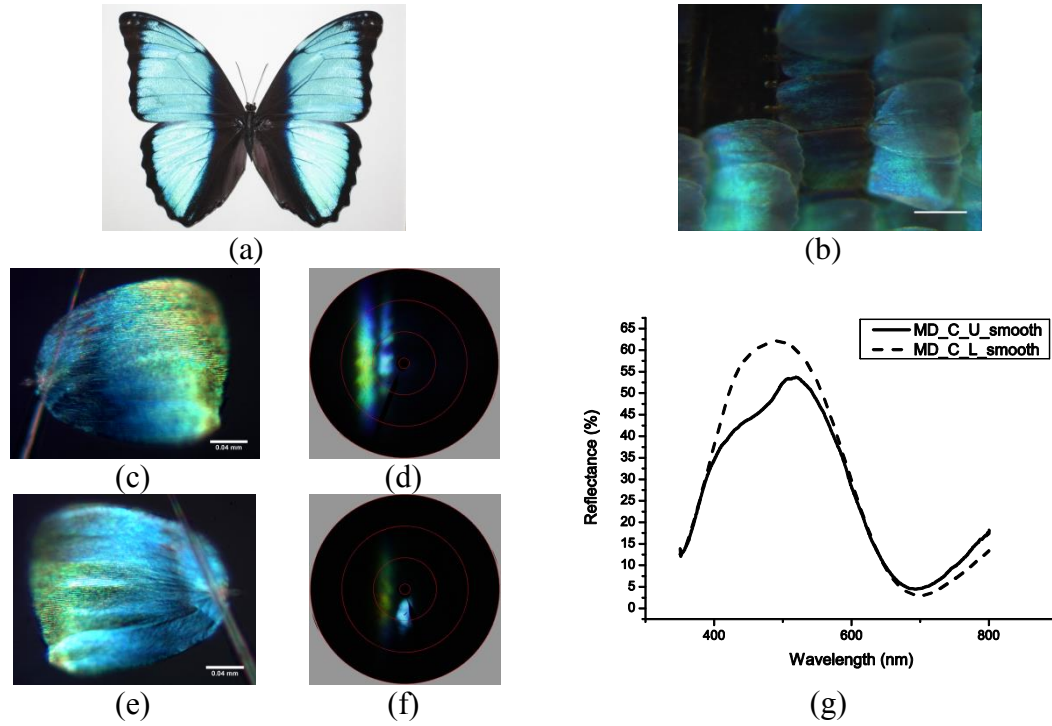 (a)
(b)
0.04 mm
(c)
(d)
0.04 mm
(e)
(f)
MD_C_U_smooth
MD_C_L_smooth
65
60
55
50
45
40
35
30
25
20
15
10
5
0
Reflectance (%)
400
600
800
Wavelength (nm)
(g)